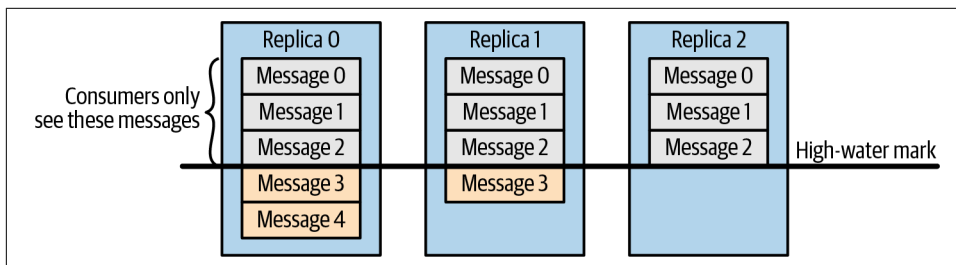 Replica 0
Replica 1
Replica 2
Consumers only
see these messages
Message 0
Message 1
Message 2
Message 3
Message 4
Message 0
Message 1
Message 2
Message 3
Message 0
Message 1
Message 2
High-water mark